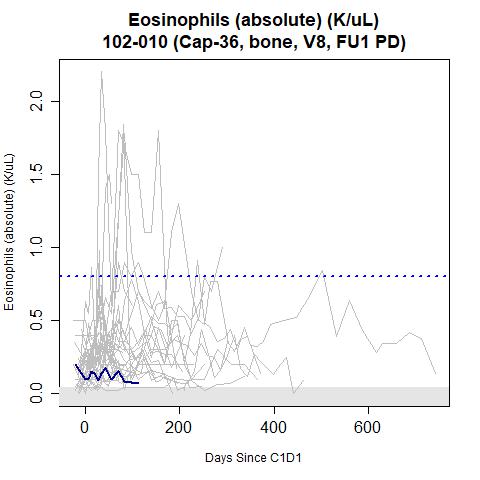 Eosinophils (absolute) (K/uL)
102-010 (Cap-36, bone, V8, FU1 PD)
Eosinophils (absolute) (K/uL)
2.0
1.5
1.0
0.5
0.0
0 200 400 600
Days Since C1D1